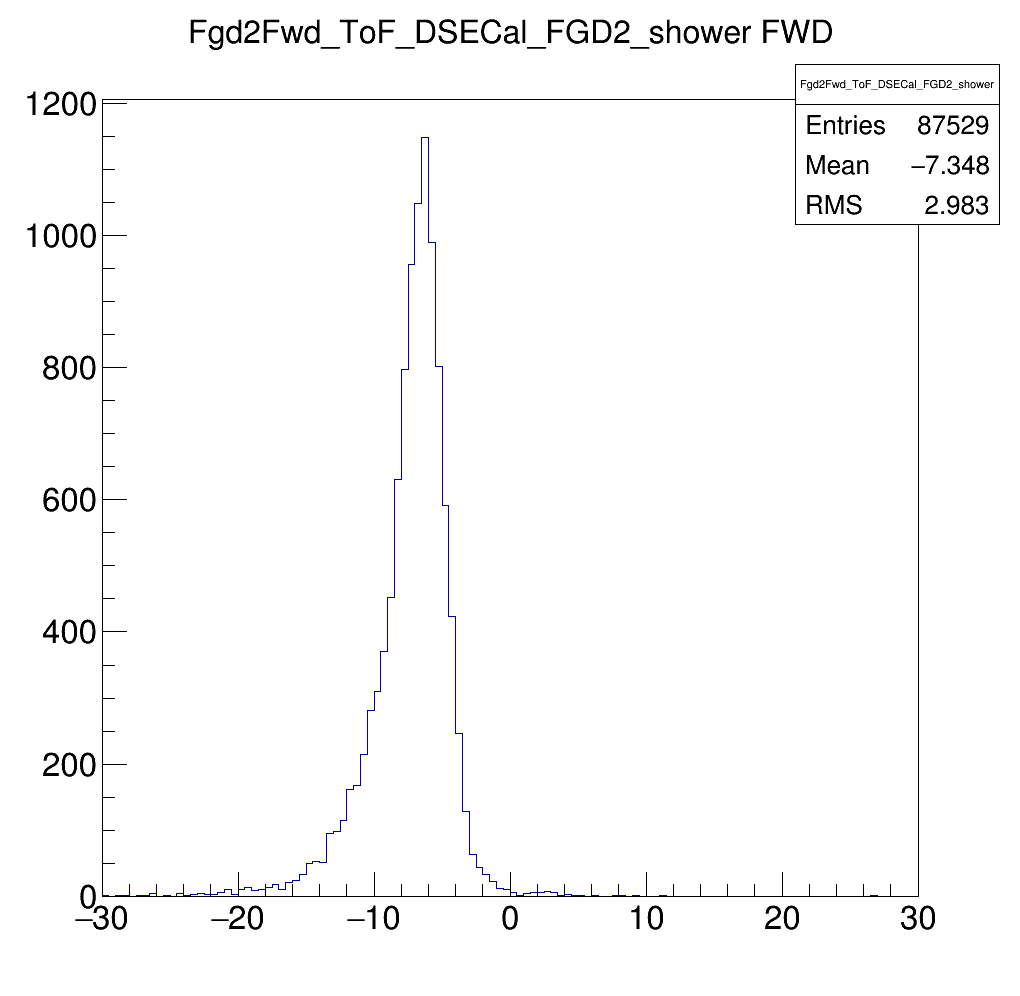 Fgd2Fwd_ToF_DSECal_FGD2_shower FWD
Fgd2Fwd_ToF_DSECal_FGD2_shower
Entries 87529
Mean −7.348
RMS 2.983
1200
1000
800
600
400
200
0
−30 −20 −10 0 10 20 30